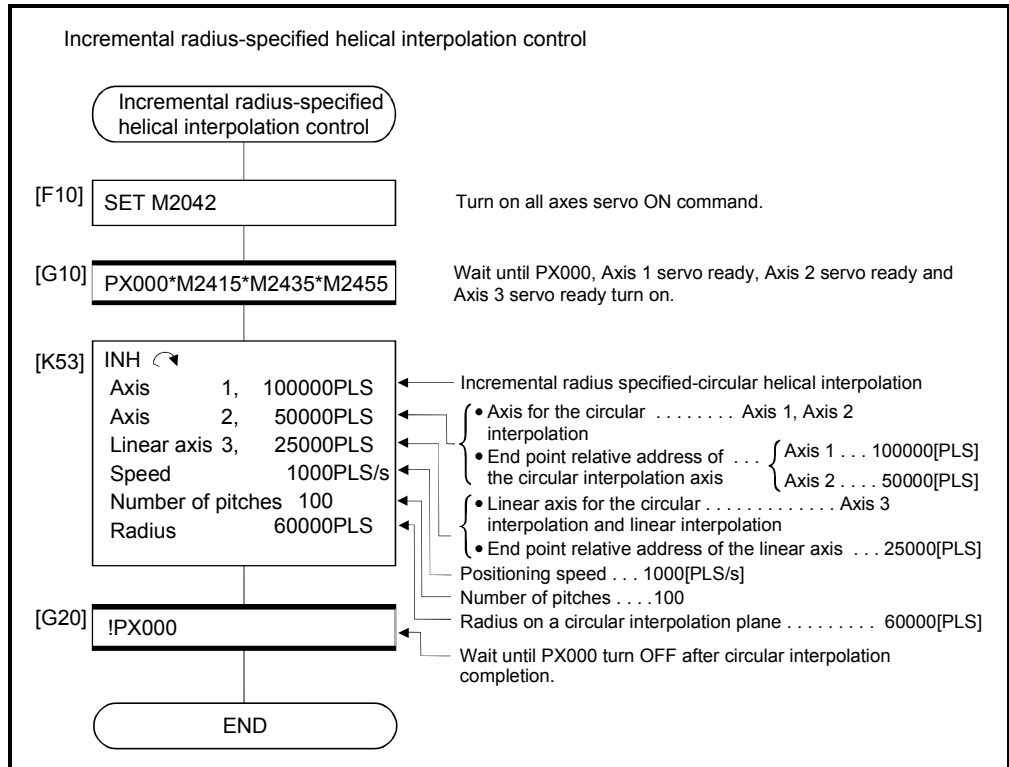 Incremental radius-specified helical interpolation control
Incremental radius-specified
helical interpolation control
[F10]
SET M2042
Turn on all axes servo ON command.
[G10]
PX000*M2415*M2435*M2455
Wait until PX000, Axis 1 servo ready, Axis 2 servo ready and
Axis 3 servo ready turn on.
[K53]
INH
Axis 1, 100000PLS
Axis 2, 50000PLS
Linear axis 3, 25000PLS
Speed 1000PLS/s
Number of pitches 100
Radius 60000PLS
Incremental radius specified-circular helical interpolation
• Axis for the circular . . . . . . . . Axis 1, Axis 2
interpolation
• End point relative address of . . . Axis 1 . . . 100000[PLS]
the circular interpolation axis Axis 2 . . . . 50000[PLS]
• Linear axis for the circular . . . . . . . . . . . . . Axis 3
interpolation and linear interpolation
• End point relative address of the linear axis . . . 25000[PLS]
Positioning speed . . . 1000[PLS/s]
Number of pitches . . . .100
Radius on a circular interpolation plane . . . . . . . . . 60000[PLS]
[G20]
!PX000
Wait until PX000 turn OFF after circular interpolation
completion.
END